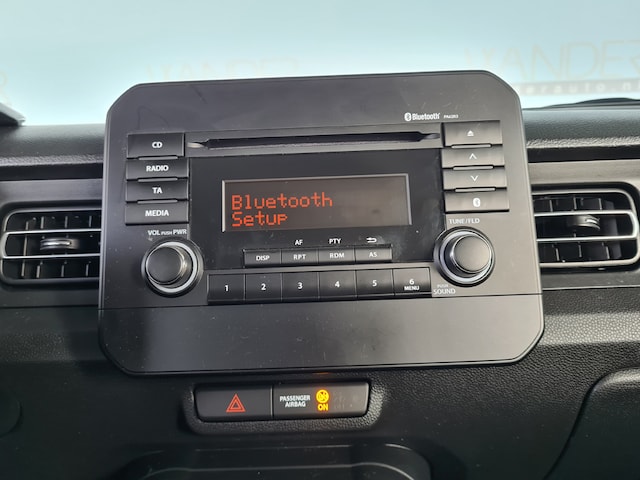 Bluetooth
CD
RADIO
TA
MEDIA
Bluetooth
Setup
VOL PUSH PWR
TUNE/FLD
AF PTY
DISP RPT RDM AS
1 2 3 4 5 6
MENU
PUSH
SOUND
PASSENGER
AIRBAG
ON